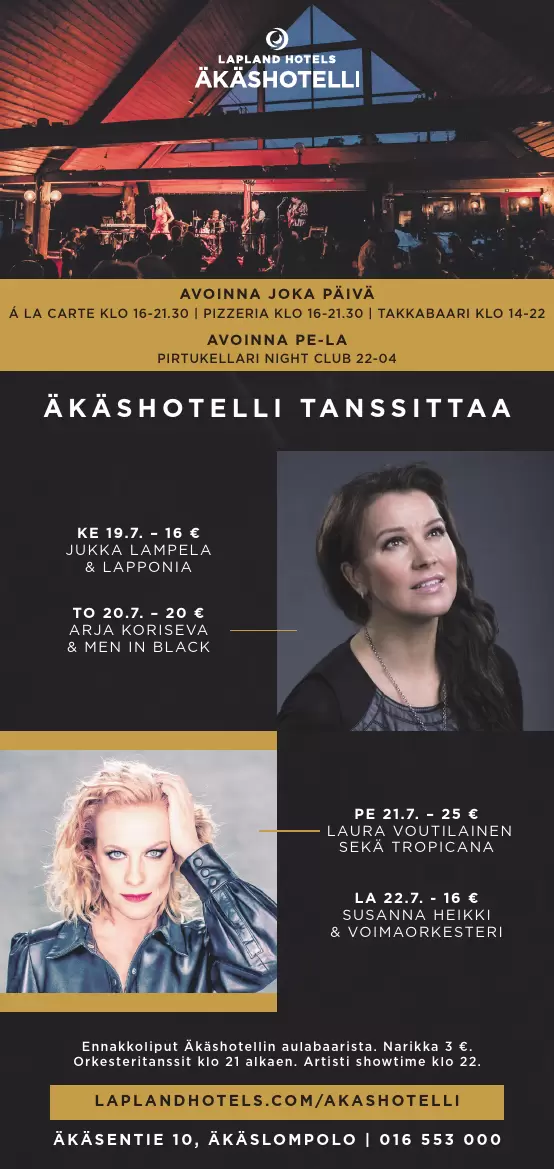 LAPLAND HOTELS
ÄKÄSHOTELLI
AVOINNA JOKA PÄIVÄ
Á LA CARTE KLO 16-21.30 | PIZZERIA KLO 16-21.30 | TAKKABAARI KLO 14-22
AVOINNA PE-LA
PIRTUKELLARI NIGHT CLUB 22-04
ÄKÄSHOTELLI TANSSITTAA
KE 19.7. – 16 €
JUKKA LAMPELA
& LAPPONIA
TO 20.7. – 20 €
ARJA KORISEVA
& MEN IN BLACK
PE 21.7. – 25 €
LAURA VOUTILAINEN
SEKÄ TROPICANA
LA 22.7. - 16 €
SUSANNA HEIKKI
& VOIMAORKESTERI
Ennakkoliput Äkäshotellin aulabaarista. Narikka 3 €.
Orkesteritanssit klo 21 alkaen. Artisti showtime klo 22.
LAPLANDHOTELS.COM/AKASHOTELLI
ÄKÄSENTIE 10, ÄKÄSLOMPOLO | 016 553 000